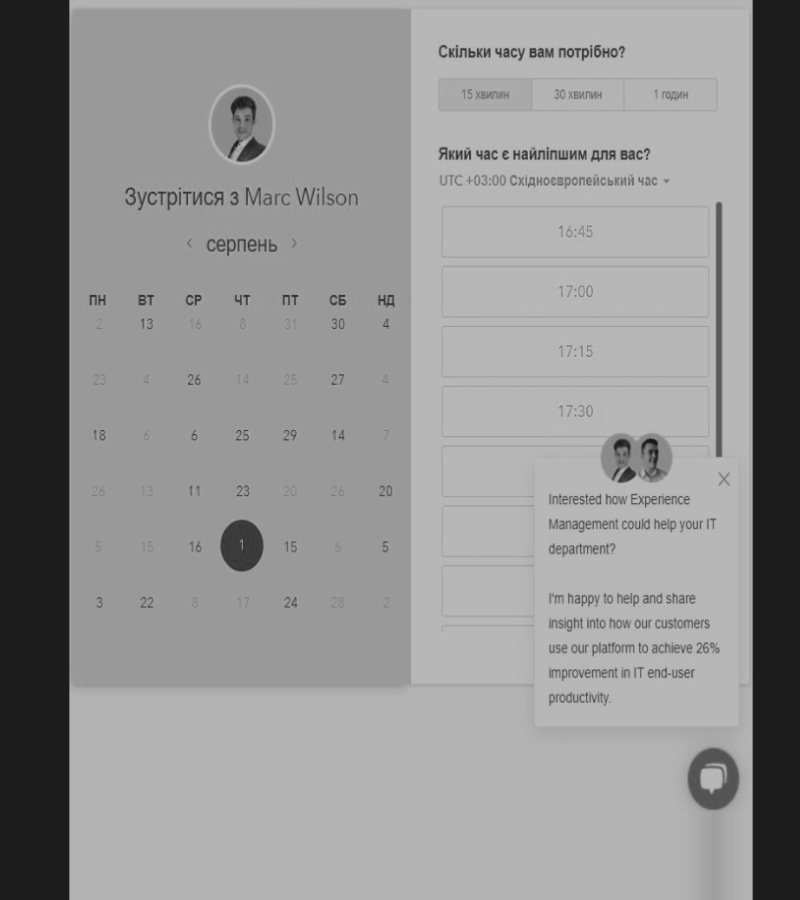 Зустрітися з Marc Wilson
серпень
ПН ВТ СР ЧТ ПТ СБ НД
2 13 16 8 31 30 4
23 4 26 14 25 27 4
18 6 6 25 29 14 7
26 13 11 23 20 26 20
5 15 16 1 15 6 5
3 22 8 17 24 28 2
Скільки часу вам потрібно?
15 хвилин 30 хвилин 1 годин
Який час є найліпшим для вас?
UTC +03:00 Східноєвропейський час
16:45
17:00
17:15
17:30
Interested how Experience
Management could help your IT
department?
I'm happy to help and share
insight into how our customers
use our platform to achieve 26%
improvement in IT end-user
productivity.